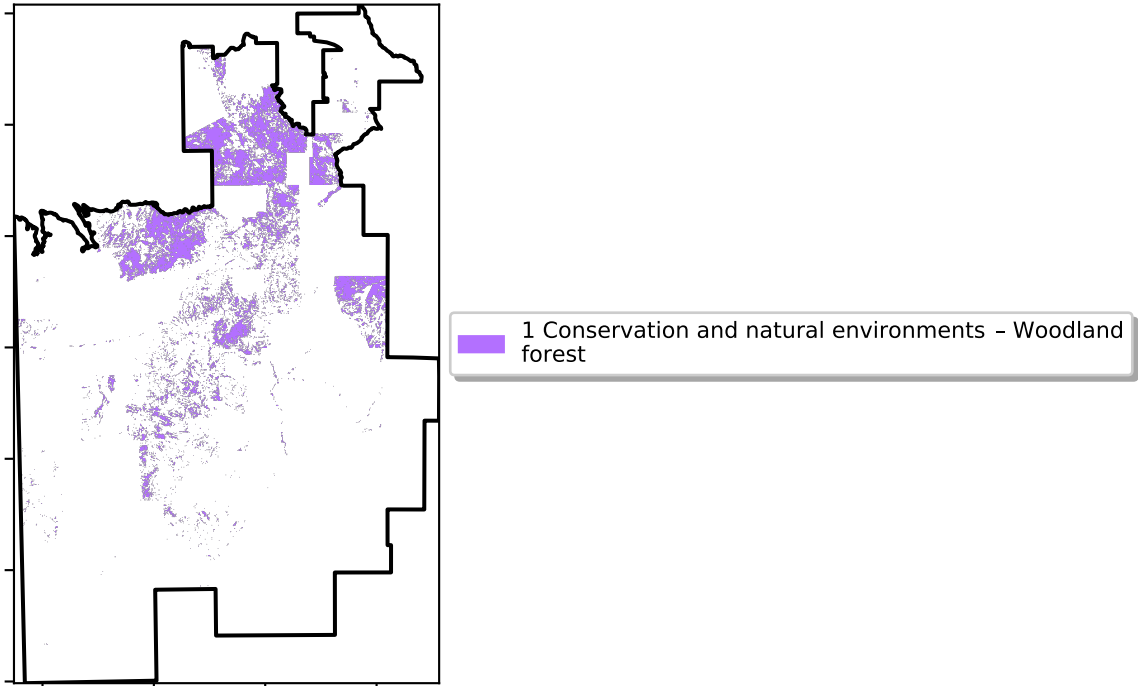 1 Conservation and natural environments – Woodland
forest